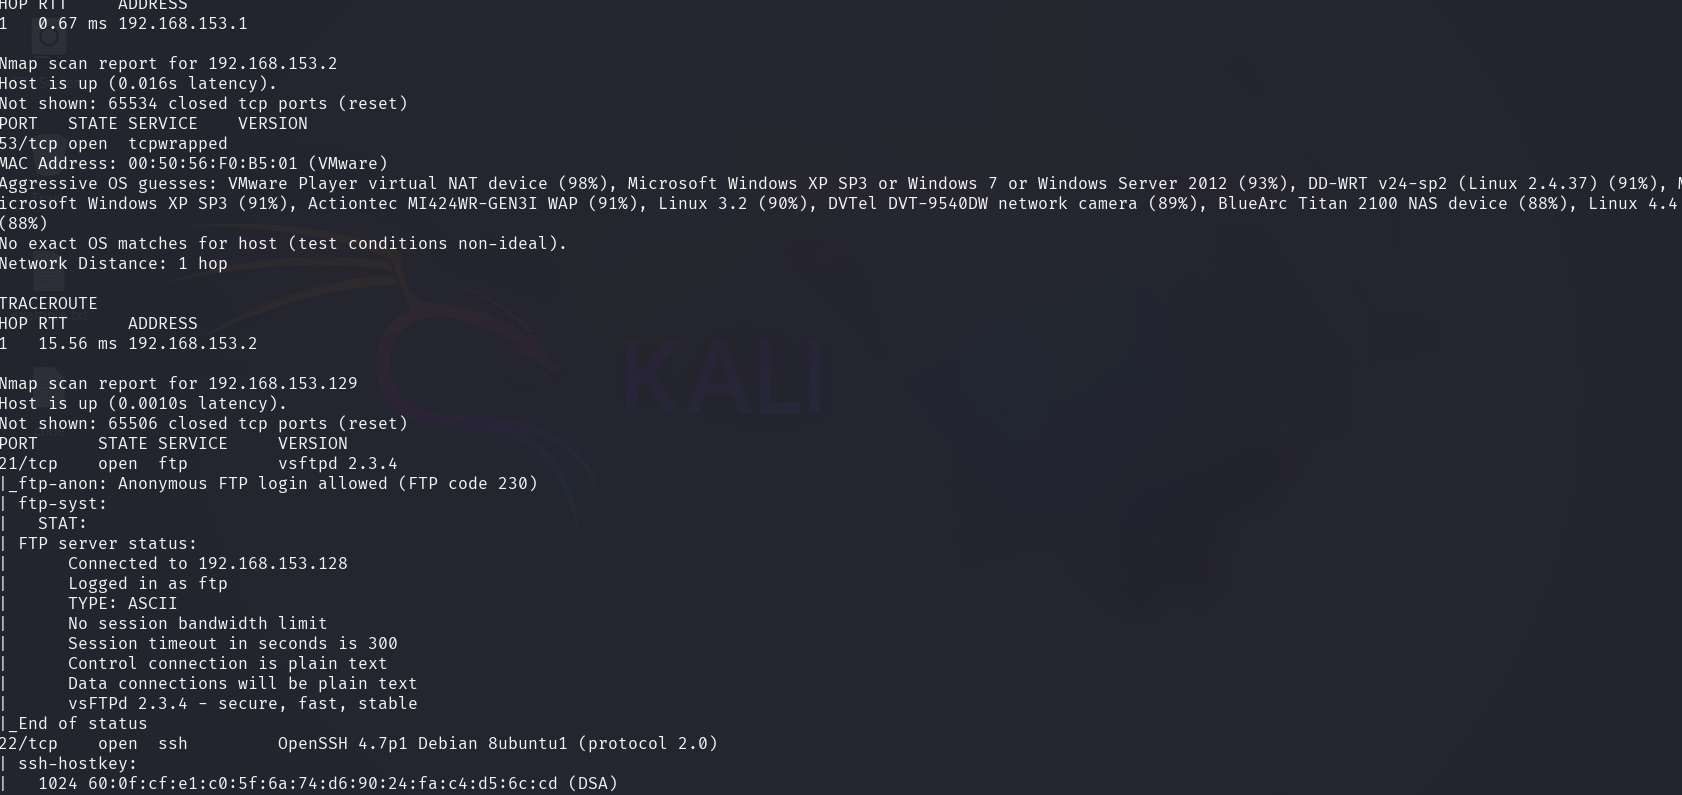 HOP RTT     ADDRESS
1   0.67 ms 192.168.153.1
Nmap scan report for 192.168.153.2
Host is up (0.016s latency).
Not shown: 65534 closed tcp ports (reset)
PORT   STATE SERVICE    VERSION
53/tcp open  tcpwrapped
MAC Address: 00:50:56:F0:B5:01 (VMware)
Aggressive OS guesses: VMware Player virtual NAT device (98%), Microsoft Windows XP SP3 or Windows 7 or Windows Server 2012 (93%), DD-WRT v24-sp2 (Linux 2.4.37) (91%), M
icrosoft Windows XP SP3 (91%), Actiontec MI424WR-GEN3I WAP (91%), Linux 3.2 (90%), DVTel DVT-9540DW network camera (89%), BlueArc Titan 2100 NAS device (88%), Linux 4.4
(88%)
No exact OS matches for host (test conditions non-ideal).
Network Distance: 1 hop
TRACEROUTE
HOP RTT      ADDRESS
1   15.56 ms 192.168.153.2
KALI
Nmap scan report for 192.168.153.129
Host is up (0.0010s latency).
Not shown: 65506 closed tcp ports (reset)
PORT      STATE SERVICE     VERSION
21/tcp    open  ftp         vsftpd 2.3.4
|_ftp-anon: Anonymous FTP login allowed (FTP code 230)
| ftp-syst:
|   STAT:
| FTP server status:
|      Connected to 192.168.153.128
|      Logged in as ftp
|      TYPE: ASCII
|      No session bandwidth limit
|      Session timeout in seconds is 300
|      Control connection is plain text
|      Data connections will be plain text
|      vsFTPd 2.3.4 - secure, fast, stable
|_End of status
22/tcp    open  ssh         OpenSSH 4.7p1 Debian 8ubuntu1 (protocol 2.0)
| ssh-hostkey:
|   1024 60:0f:cf:e1:c0:5f:6a:74:d6:90:24:fa:c4:d5:6c:cd (DSA)